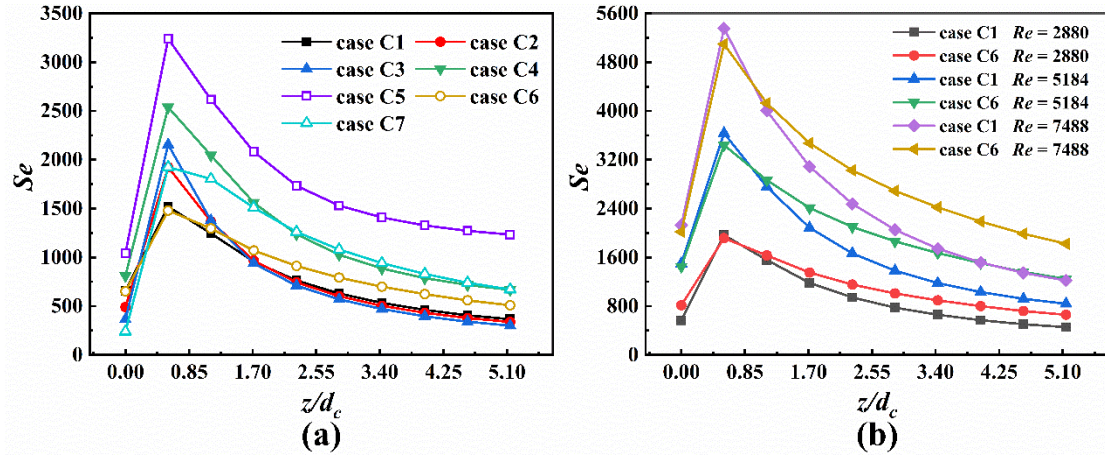 3500
3000
2500
2000
1500
1000
500
0
Se
case C1
case C2
case C3
case C4
case C5
case C6
case C7
0.00 0.85 1.70 2.55 3.40 4.25 5.10
z/dc
(a)
5600
4800
4000
3200
2400
1600
800
0
Se
case C1 Re = 2880
case C6 Re = 2880
case C1 Re = 5184
case C6 Re = 5184
case C1 Re = 7488
case C6 Re = 7488
0.00 0.85 1.70 2.55 3.40 4.25 5.10
z/dc
(b)